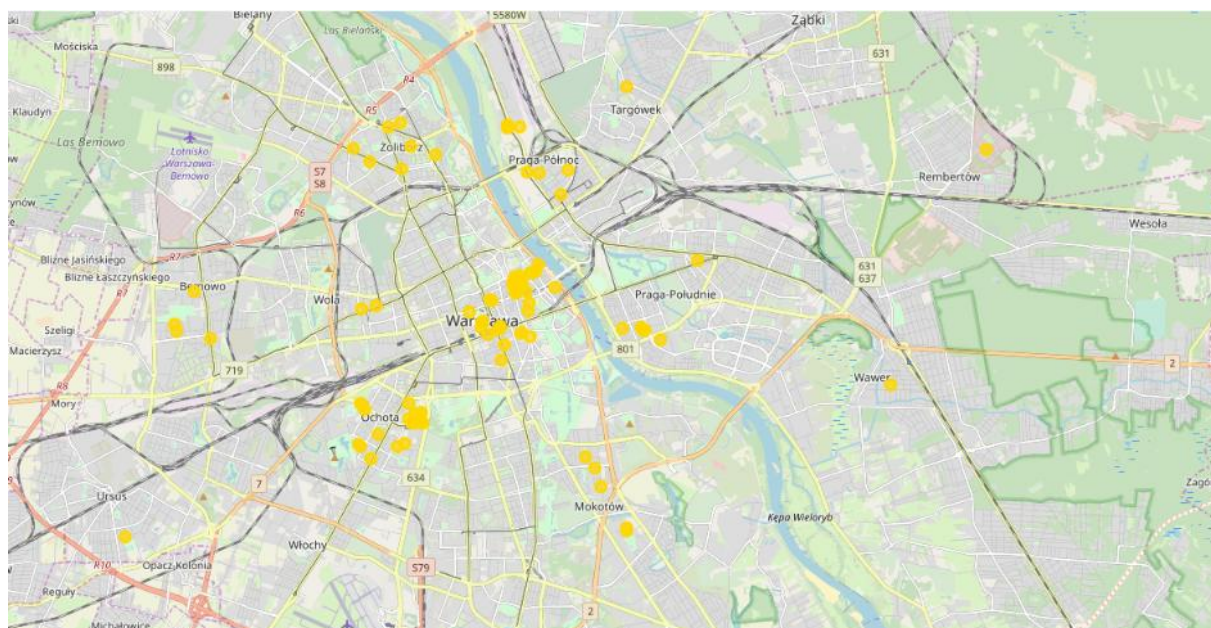 Bielany
5580W
Ząbki
Las Bielański
Mościska
R4
631
898
Targówek
R5
Klaudyn
Las Bemowo
Lotnisko
Warszawa-
Bemowo
Żoliborz
Praga-Północ
S7
S8
Rembertów
R6
Wesoła
R7
Blizne Jasińskiego
Blizne Łaszczyńskiego
631
637
Bemowo
Wola
Praga-Południe
R7
Szeligi
Warszawa
Macierzysz
801
719
2
R8
Wawer
Mory
Ochota
634
7
Ursus
Mokotów
Kępa Wieloryb
Włochy
R10
Opacz-Kolonia
S79
Reguły
2
Michałowice